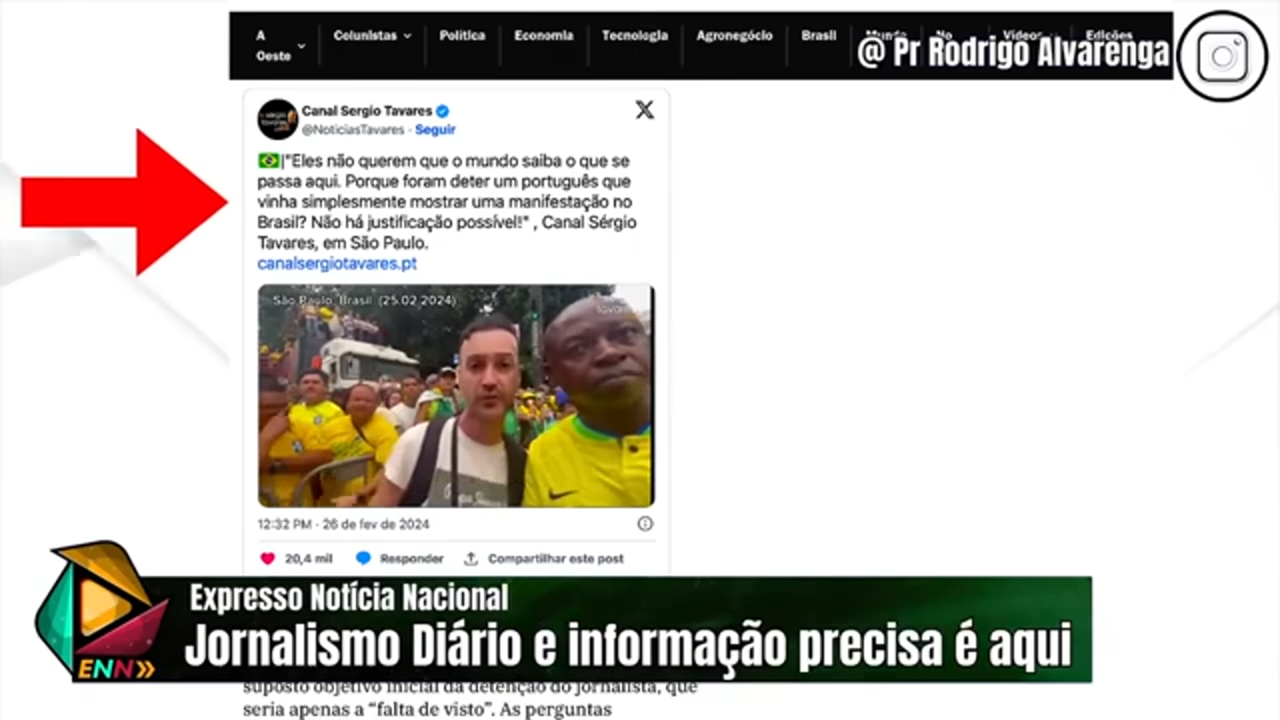 A Oeste
Colunistas
Política
Economia
Tecnologia
Agronegócio
Brasil
Mundo
No
Vídeos
Edições
@ Pr Rodrigo Alvarenga
Canal Sergio Tavares
@NoticiasTavares · Seguir
🇧🇷|"Eles não querem que o mundo saiba o que se
passa aqui. Porque foram deter um português que
vinha simplesmente mostrar uma manifestação no
Brasil? Não há justificação possível!" , Canal Sérgio
Tavares, em São Paulo.
canalsergiotavares.pt
São Paulo, Brasil (25.02.2024)
12:32 PM · 26 de fev de 2024
20,4 mil
Responder
Compartilhar este post
Expresso Notícia Nacional
Jornalismo Diário e informação precisa é aqui
ENN»
suposto objetivo inicial da detenção do jornalista, que
seria apenas a “falta de visto”. As perguntas